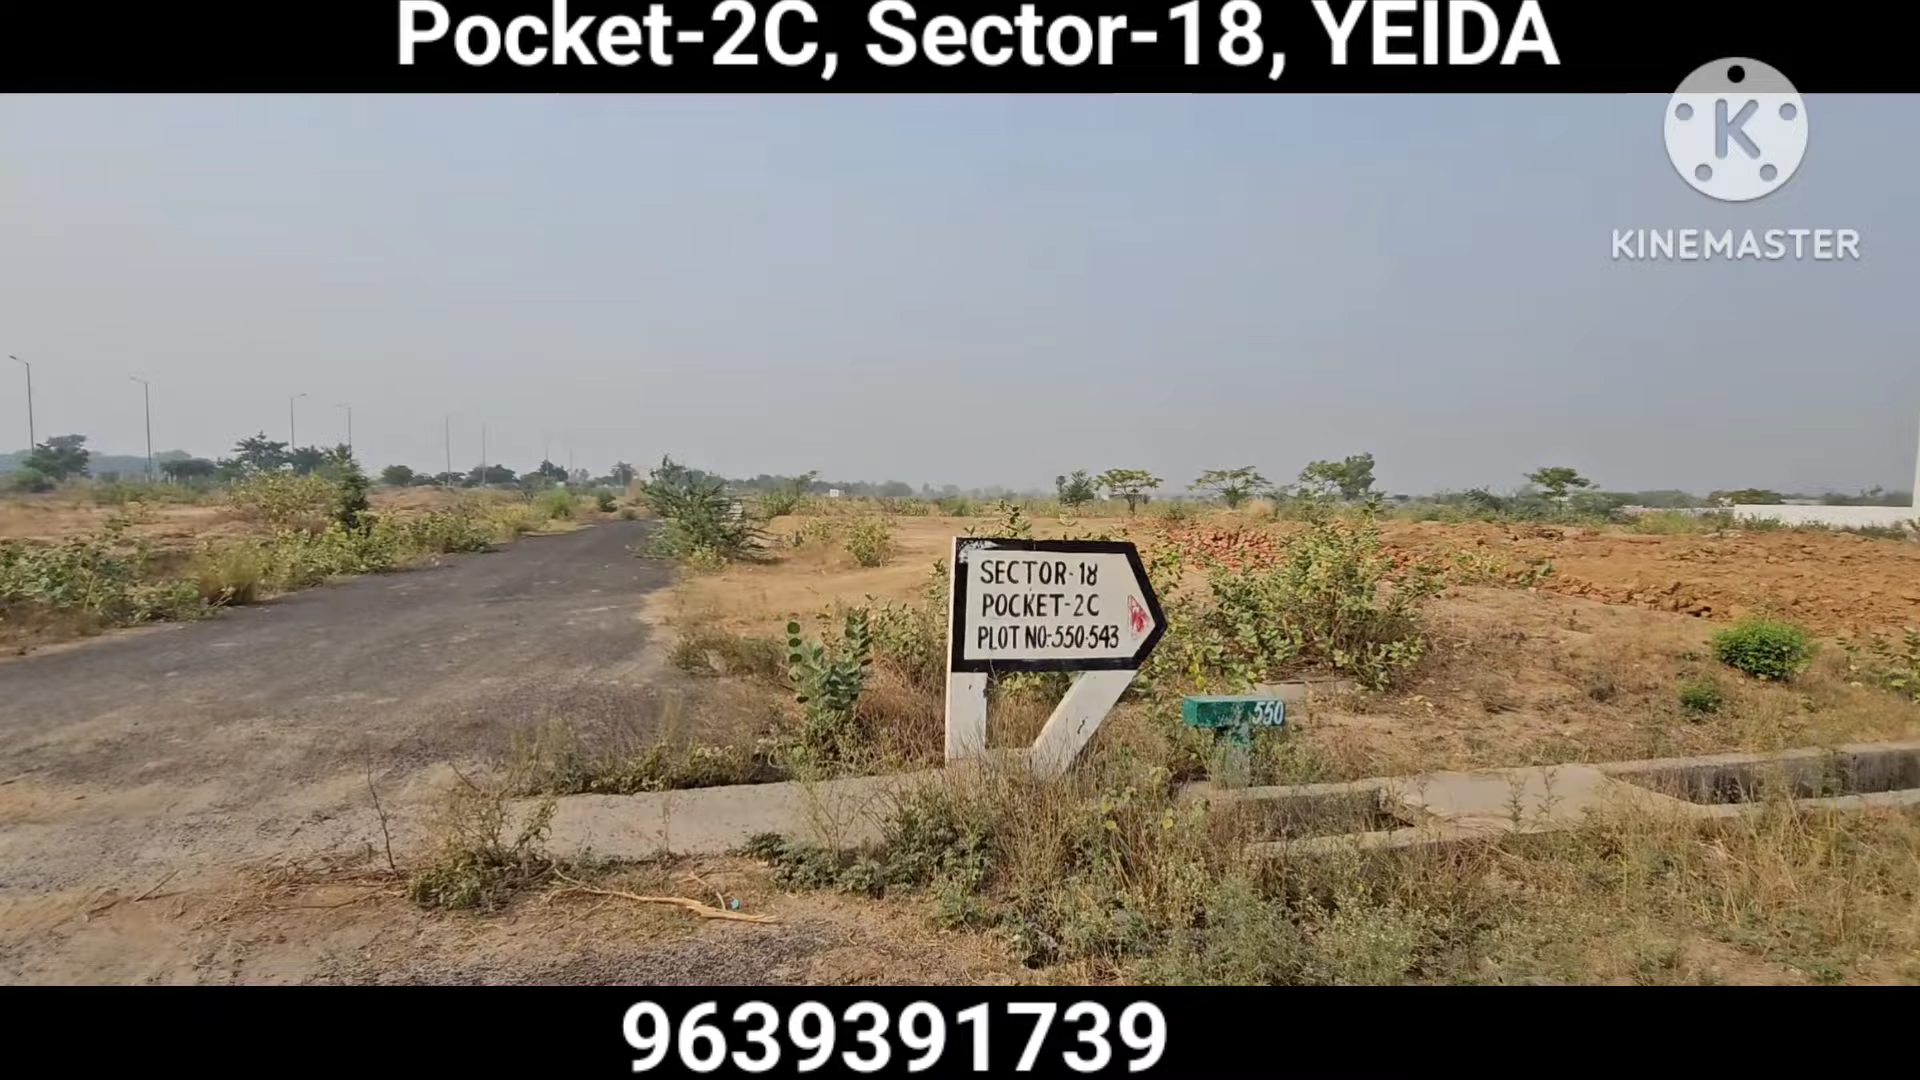 Pocket-2C, Sector-18, YEIDA
K
KINEMASTER
SECTOR-18
POCKET-2C
PLOT NO:-550-543
550
9639391739